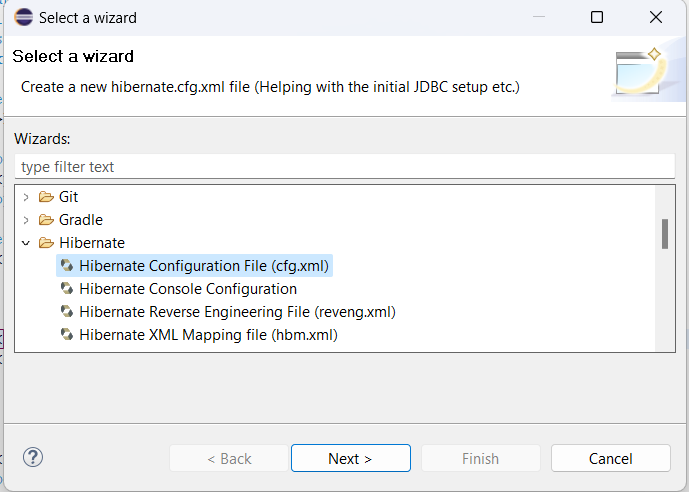 Select a wizard
Select a wizard
Create a new hibernate.cfg.xml file (Helping with the initial JDBC setup etc.)
Wizards:
type filter text
Git
Gradle
Hibernate
Hibernate Configuration File (cfg.xml)
Hibernate Console Configuration
Hibernate Reverse Engineering File (reveng.xml)
Hibernate XML Mapping file (hbm.xml)
?
< Back
Next >
Finish
Cancel